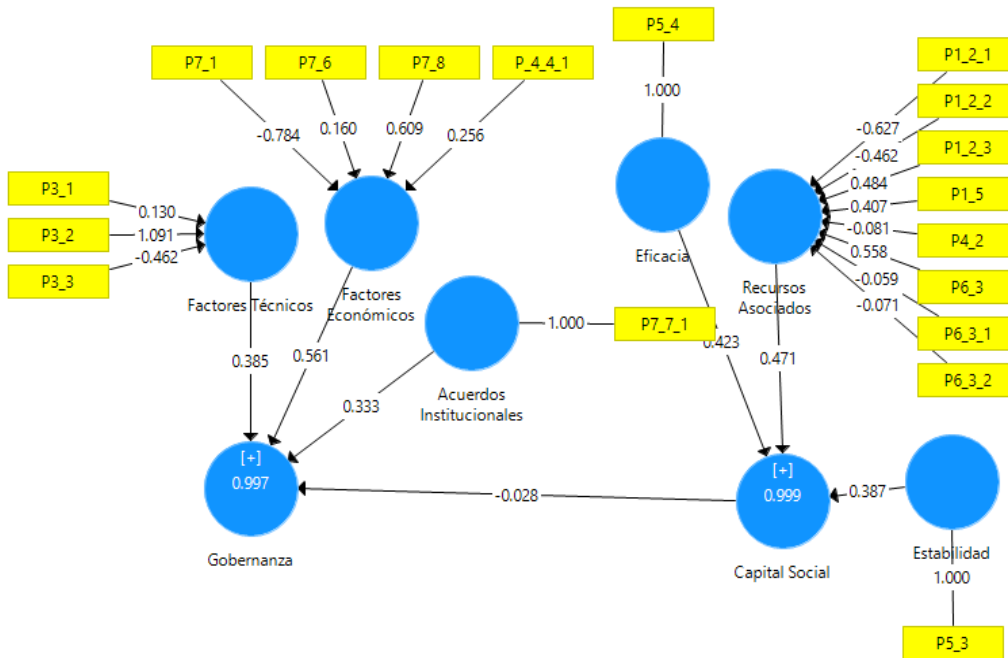 P5_4
P7_1
P7_6
P7_8
P_4_4_1
P1_2_1
P1_2_2
P1_2_3
P1_5
P4_2
P6_3
P6_3_1
P6_3_2
1.000
-0.784
0.160
0.609
0.256
-0.627
-0.462
0.484
0.407
-0.081
0.558
-0.059
-0.071
P3_1
P3_2
P3_3
0.130
1.091
-0.462
Factores Técnicos
Factores
Económicos
Eficacia
Recursos
Asociados
1.000
P7_7_1
0.385
0.561
0.333
0.423
0.471
Acuerdos
Institucionales
[+]
0.997
Gobernanza
-0.028
[+]
0.999
Capital Social
0.387
Estabilidad
1.000
P5_3